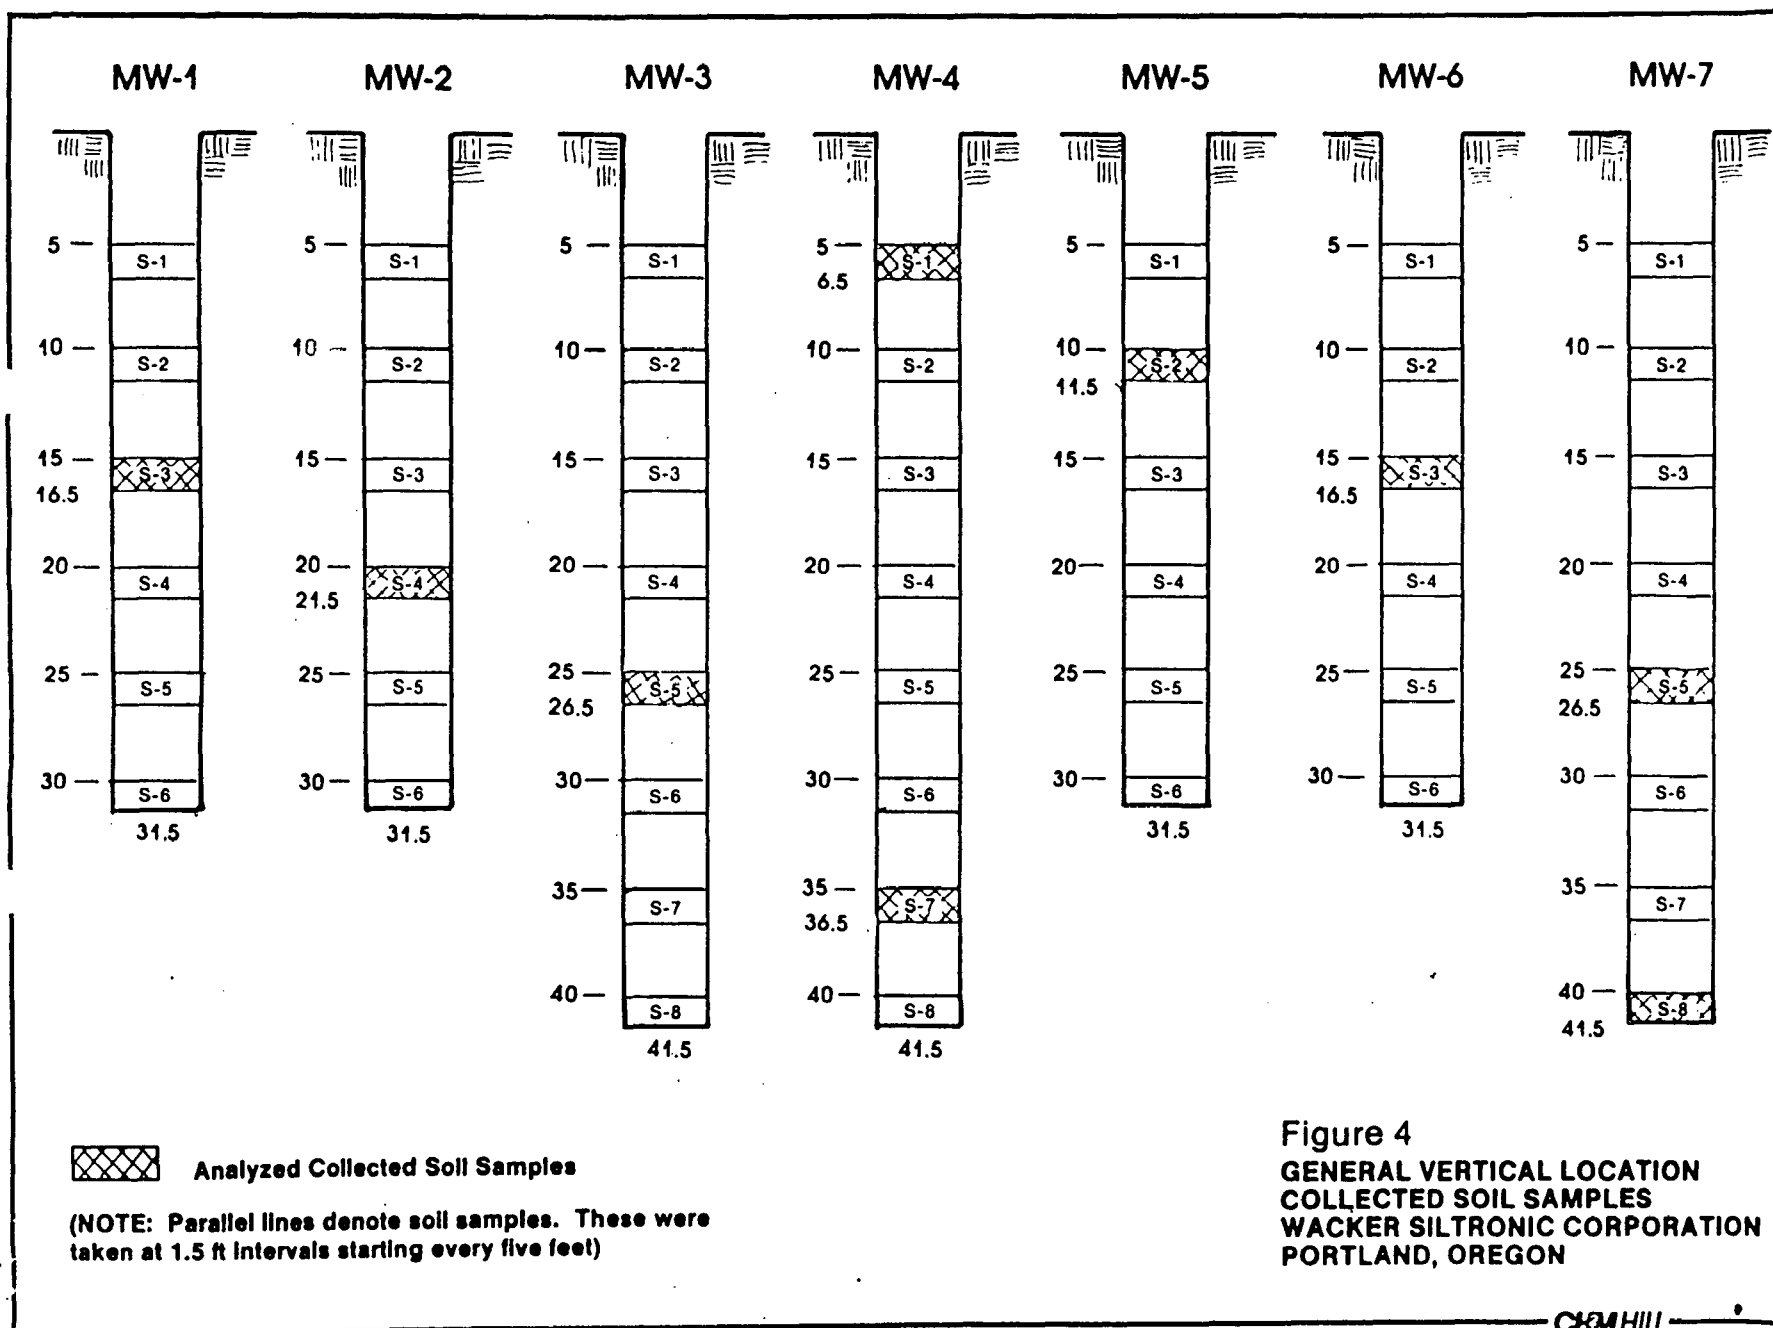 MW-1 MW-2 MW-3 MW-4 MW-5 MW-6 MW-7
5 S-1 5 S-1 5 S-1 5 S-1 5 S-1 5 S-1 5 S-1
6.5
10 S-2 10 S-2 10 S-2 10 S-2 10 S-2 10 S-2 10 S-2
11.5
15 S-3 15 S-3 15 S-3 15 S-3 15 S-3 15 S-3 15 S-3
16.5 16.5
20 S-4 20 S-4 20 S-4 20 S-4 20 S-4 20 S-4 20 S-4
21.5
25 S-5 25 S-5 25 S-5 25 S-5 25 S-5 25 S-5 25 S-5
26.5 26.5
30 S-6 30 S-6 30 S-6 30 S-6 30 S-6 30 S-6 30 S-6
31.5 31.5 31.5 31.5
35 S-7 35 S-7 35 S-7
36.5
40 S-8 40 S-8 40 S-8
41.5
41.5 41.5
Analyzed Collected Soil Samples
(NOTE: Parallel lines denote soil samples. These were
taken at 1.5 ft intervals starting every five feet)
Figure 4
GENERAL VERTICAL LOCATION
COLLECTED SOIL SAMPLES
WACKER SILTRONIC CORPORATION
PORTLAND, OREGON
CH2M HILL